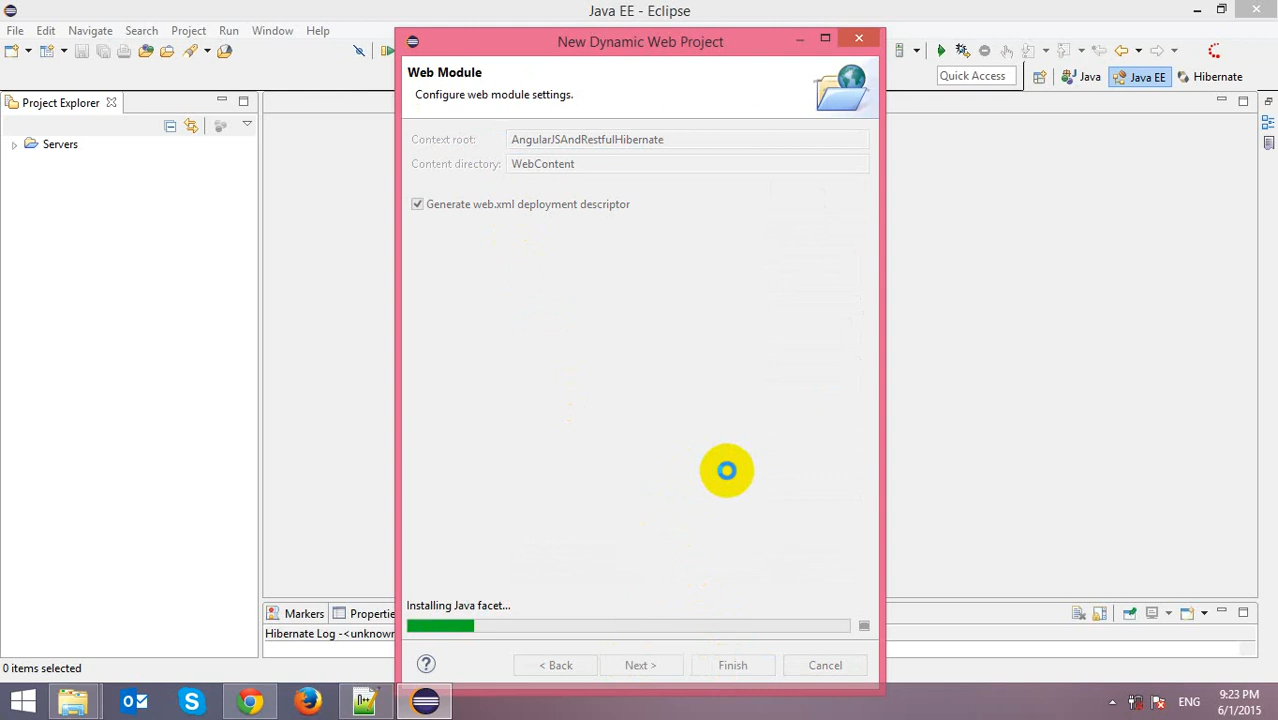 Java EE - Eclipse
File Edit Navigate Search Project Run Window Help
New Dynamic Web Project
Quick Access Java Java EE Hibernate
Web Module
Configure web module settings.
Project Explorer
Servers
Context root: AngularJSAndRestfulHibernate
Content directory: WebContent
Generate web.xml deployment descriptor
Installing Java facet...
Markers Propertie
Hibernate Log -<unknow
< Back Next > Finish Cancel
0 items selected
N++
ENG
9:23 PM
6/1/2015